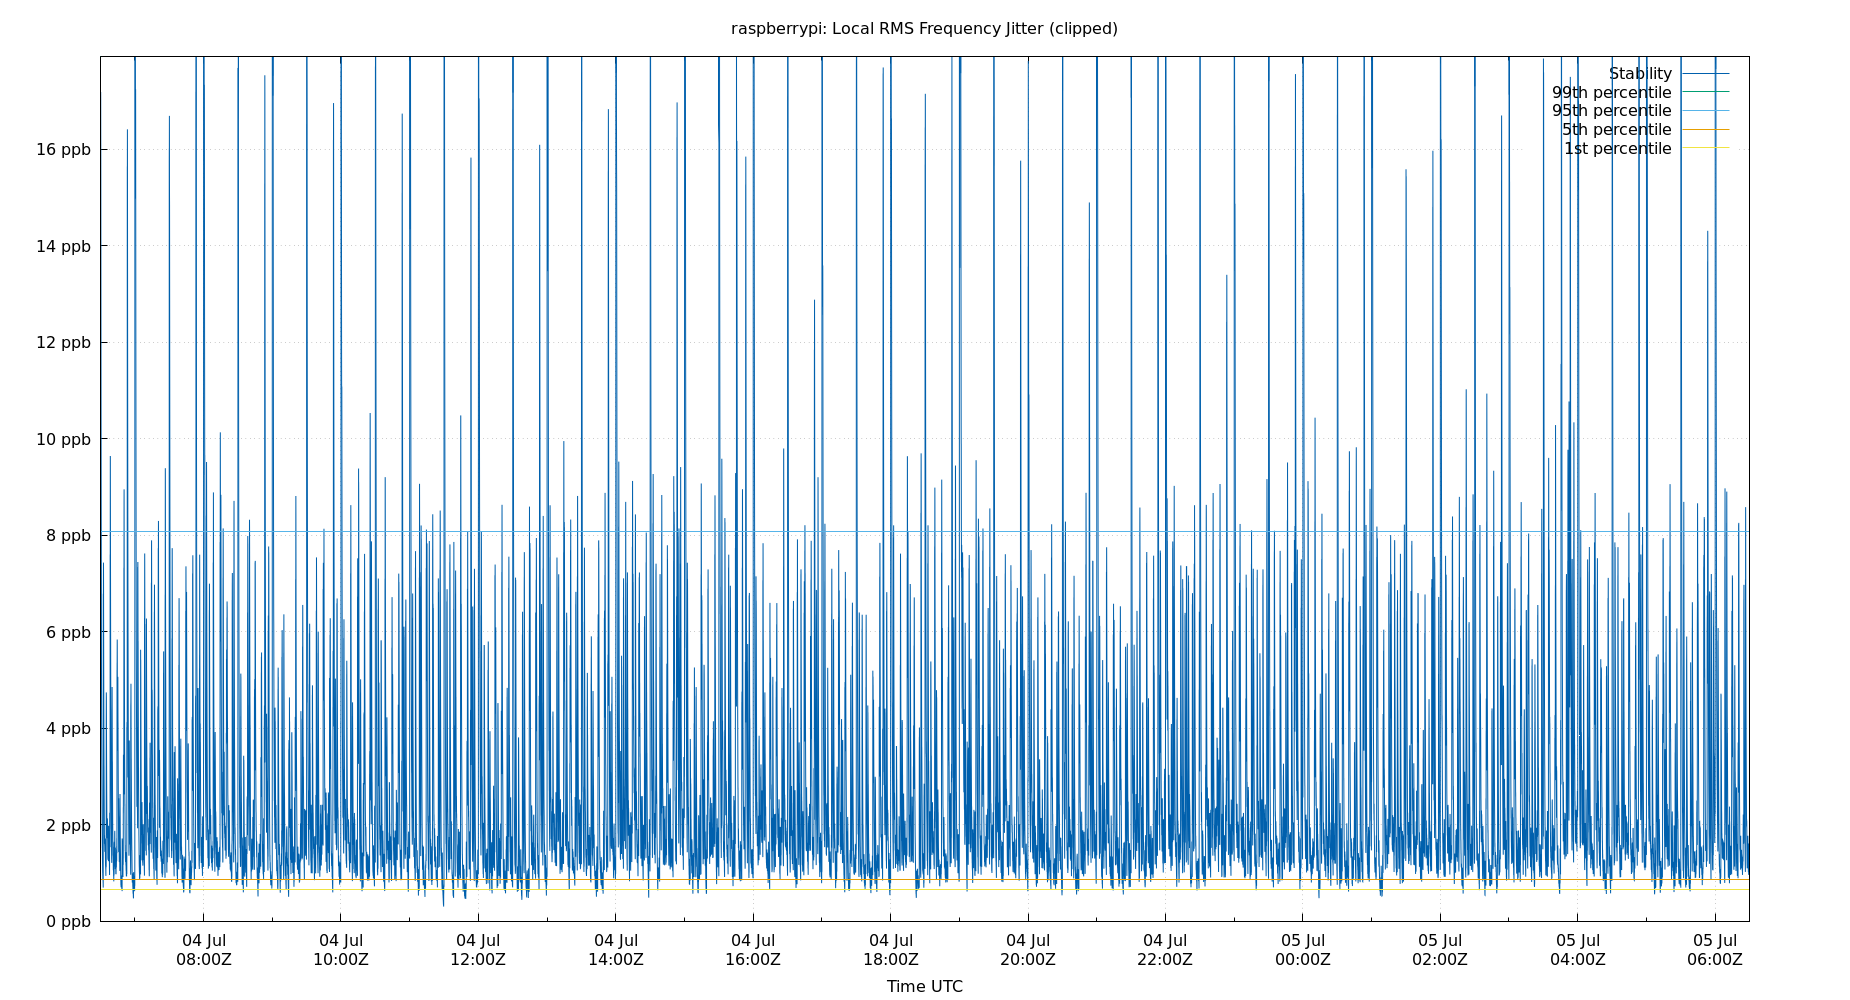 raspberrypi: Local RMS Frequency Jitter (clipped)
Stability
99th percentile
95th percentile
5th percentile
1st percentile
16 ppb
14 ppb
12 ppb
10 ppb
8 ppb
6 ppb
4 ppb
2 ppb
0 ppb
04 Jul 04 Jul 04 Jul 04 Jul 04 Jul 04 Jul 04 Jul 04 Jul 05 Jul 05 Jul 05 Jul 05 Jul
08:00Z 10:00Z 12:00Z 14:00Z 16:00Z 18:00Z 20:00Z 22:00Z 00:00Z 02:00Z 04:00Z 06:00Z
Time UTC